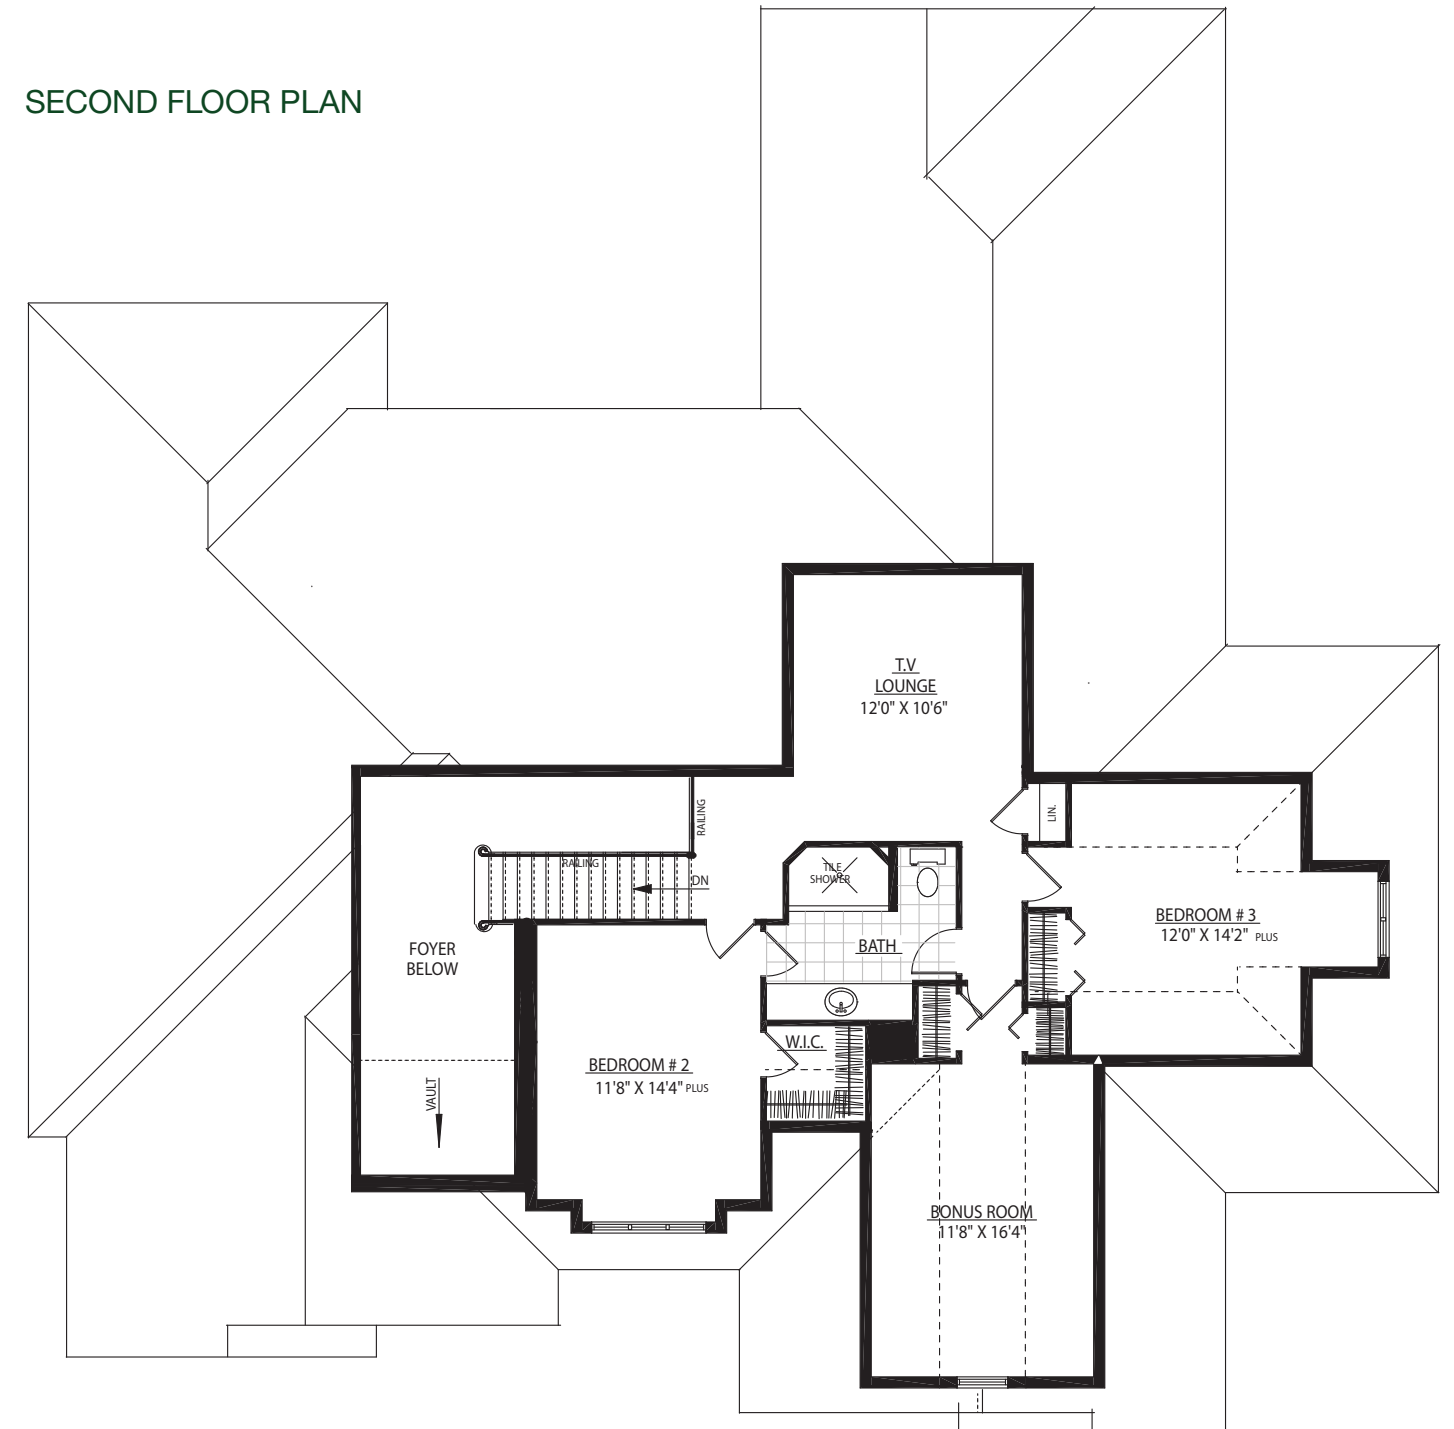 SECOND FLOOR PLAN
T.V
LOUNGE
12'0" X 10'6"
RAILING
LIN.
RAILING
DN
TILE
SHOWER
BEDROOM # 3
12'0" X 14'2" PLUS
BATH
FOYER
BELOW
W.I.C.
BEDROOM # 2
11'8" X 14'4" PLUS
VAULT
BONUS ROOM
11'8" X 16'4"